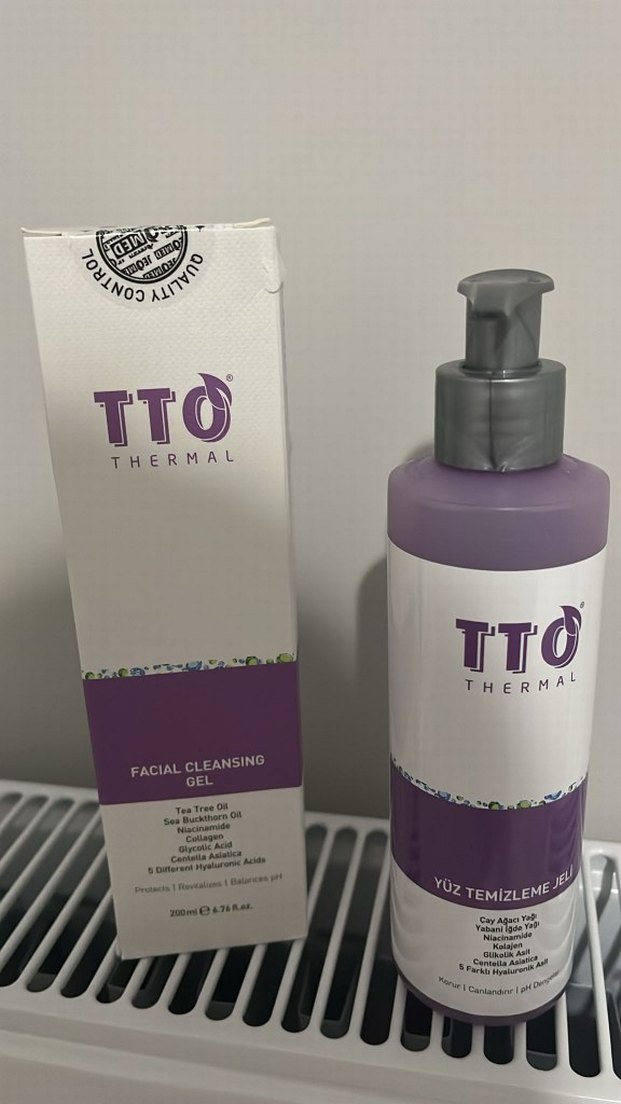 QUALITY CONTROL
JEOMED
TTO®
THERMAL
FACIAL CLEANSING
GEL
Tea Tree Oil
Sea Buckthorn Oil
Niacinamide
Collagen
Glycolic Acid
Centella Asiatica
5 Different Hyaluronic Acids
Protects | Revitalizes | Balances pH
200ml ℮ 6.76 fl.oz.
TTO®
THERMAL
YÜZ TEMİZLEME JELİ
Çay Ağacı Yağı
Yabani İğde Yağı
Niacinamide
Kolajen
Glikolik Asit
Centella Asiatica
5 Farklı Hyaluronik Asit
Korur | Canlandırır | pH Dengeler